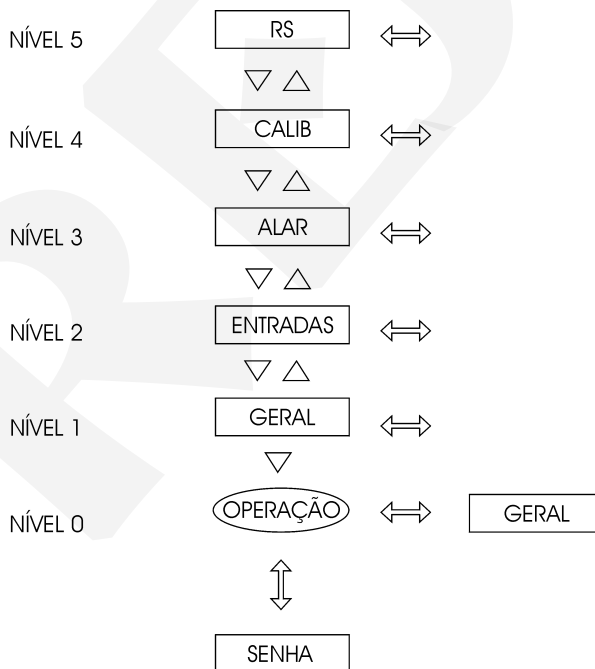 NÍVEL 5 RS
NÍVEL 4 CALIB
NÍVEL 3 ALAR
NÍVEL 2 ENTRADAS
NÍVEL 1 GERAL
NÍVEL 0 OPERAÇÃO GERAL
SENHA